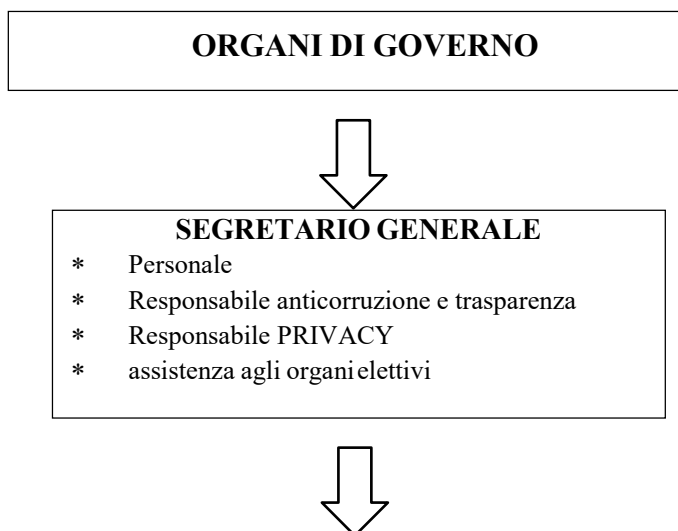 ORGANI DI GOVERNO
SEGRETARIO GENERALE
* Personale
* Responsabile anticorruzione e trasparenza
* Responsabile PRIVACY
* assistenza agli organi elettivi